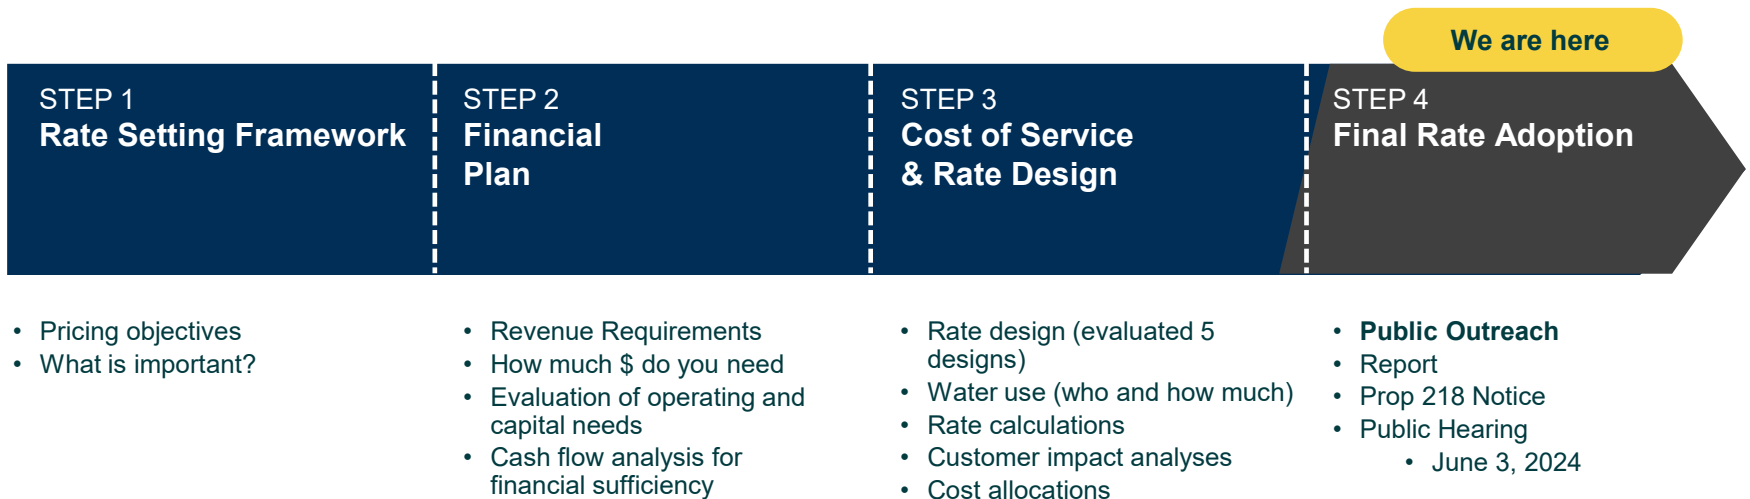 We are here
STEP 1
Rate Setting Framework
STEP 2
Financial
Plan
STEP 3
Cost of Service
& Rate Design
STEP 4
Final Rate Adoption
• Pricing objectives
• What is important?
• Revenue Requirements
• How much $ do you need
• Evaluation of operating and
capital needs
• Cash flow analysis for
financial sufficiency
• Rate design (evaluated 5
designs)
• Water use (who and how much)
• Rate calculations
• Customer impact analyses
• Cost allocations
• Public Outreach
• Report
• Prop 218 Notice
• Public Hearing
• June 3, 2024